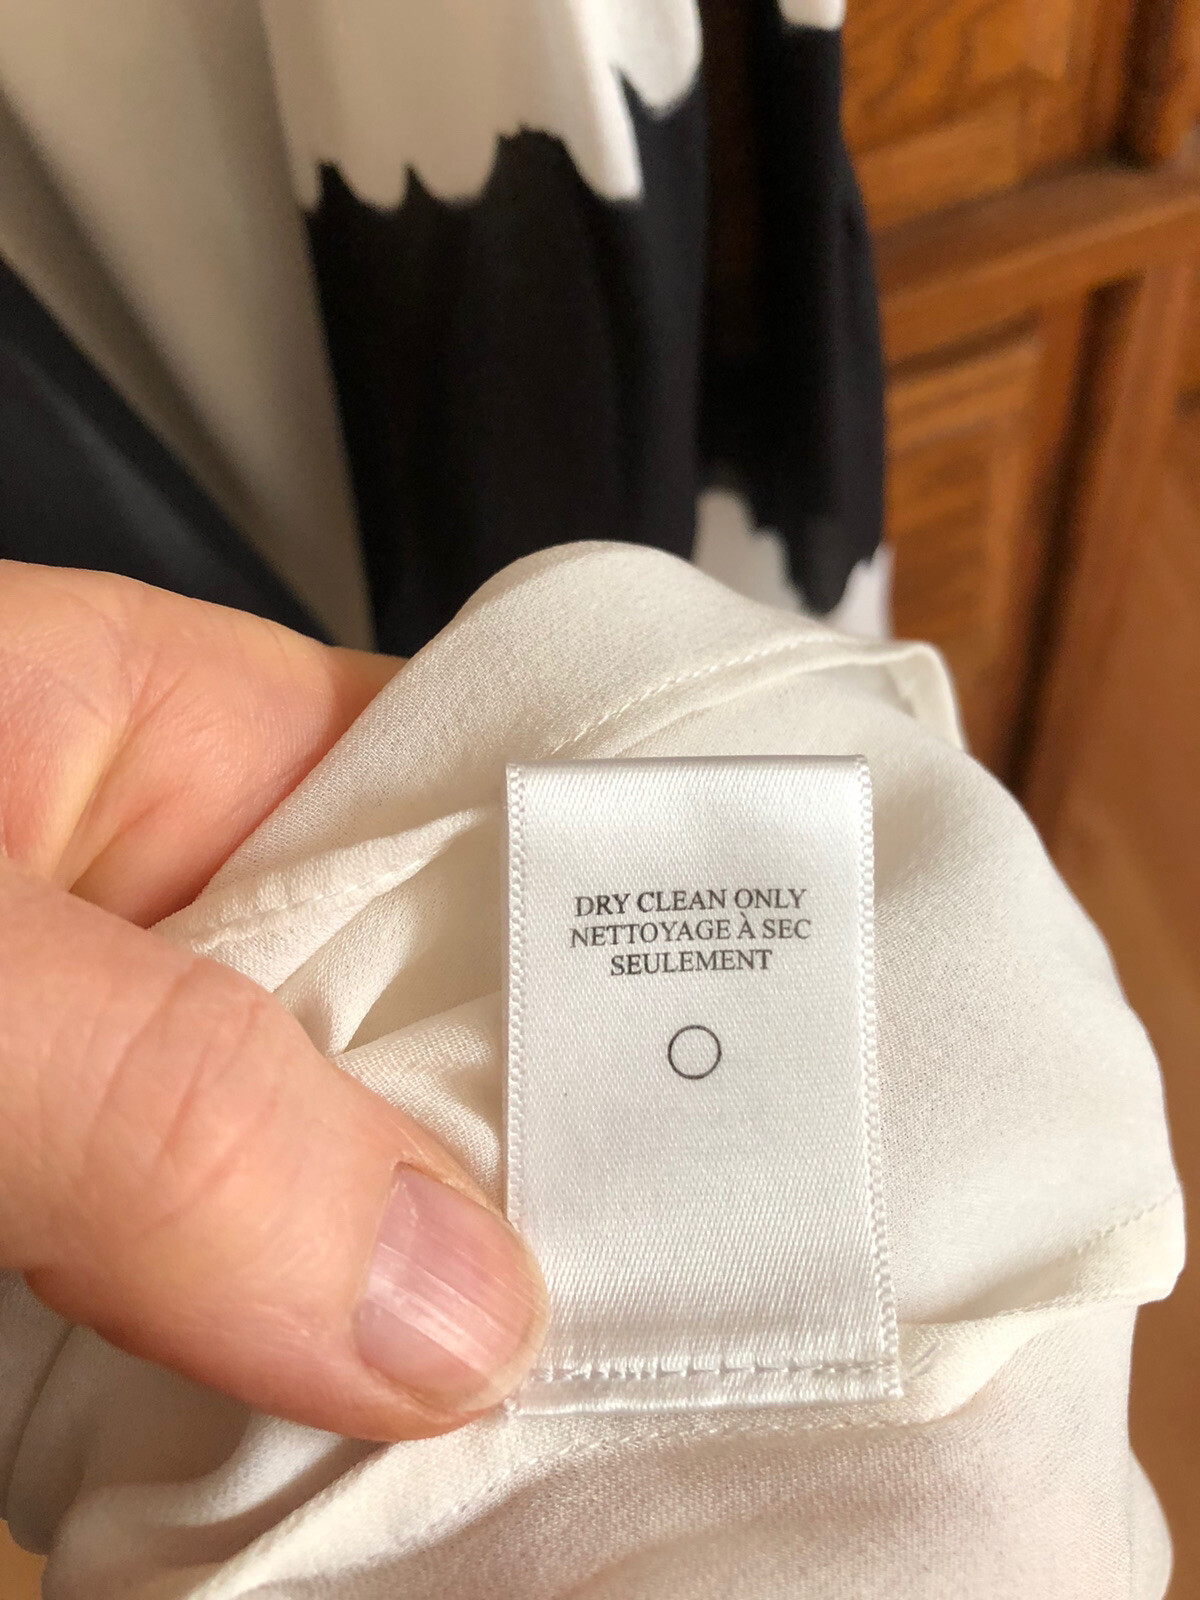 DRY CLEAN ONLY
NETTOYAGE À SEC
SEULEMENT